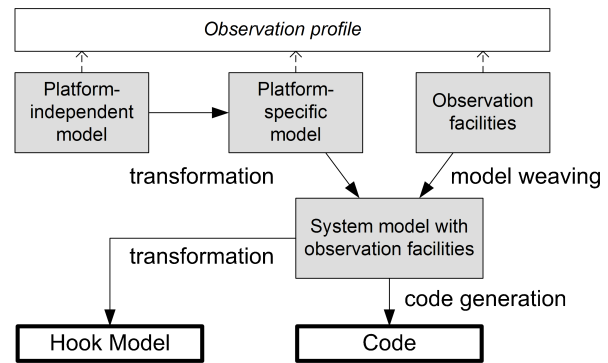 Observation profile
Platform-
independent
model
Platform-
specific
model
Observation
facilities
transformation
model weaving
System model with
observation facilities
transformation
code generation
Hook Model
Code